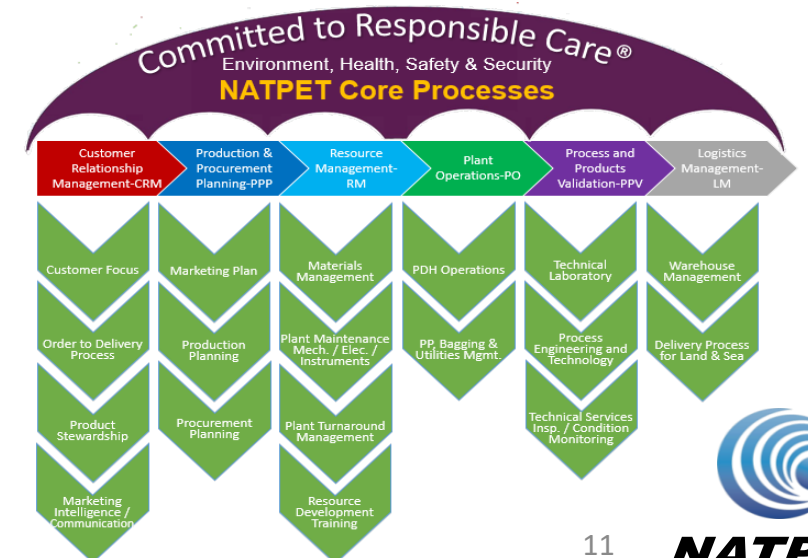 Committed to Responsible Care®
Environment, Health, Safety & Security
NATPET Core Processes
Customer
Relationship
Management-CRM
Production &
Procurement
Planning-PPP
Resource
Management-
RM
Plant
Operations-PO
Process and
Products
Validation-PPV
Logistics
Management-
LM
Customer Focus
Order to Delivery
Process
Product
Stewardship
Marketing
Intelligence /
Communication
Marketing Plan
Production
Planning
Procurement
Planning
Materials
Management
Plant Maintenance
Mech. / Elec. /
Instruments
Plant Turnaround
Management
Resource
Development
Training
PDH Operations
PP, Bagging &
Utilities Mgmt.
Technical
Laboratory
Process
Engineering and
Technology
Technical Services
Insp. / Condition
Monitoring
Warehouse
Management
Delivery Process
for Land & Sea
11